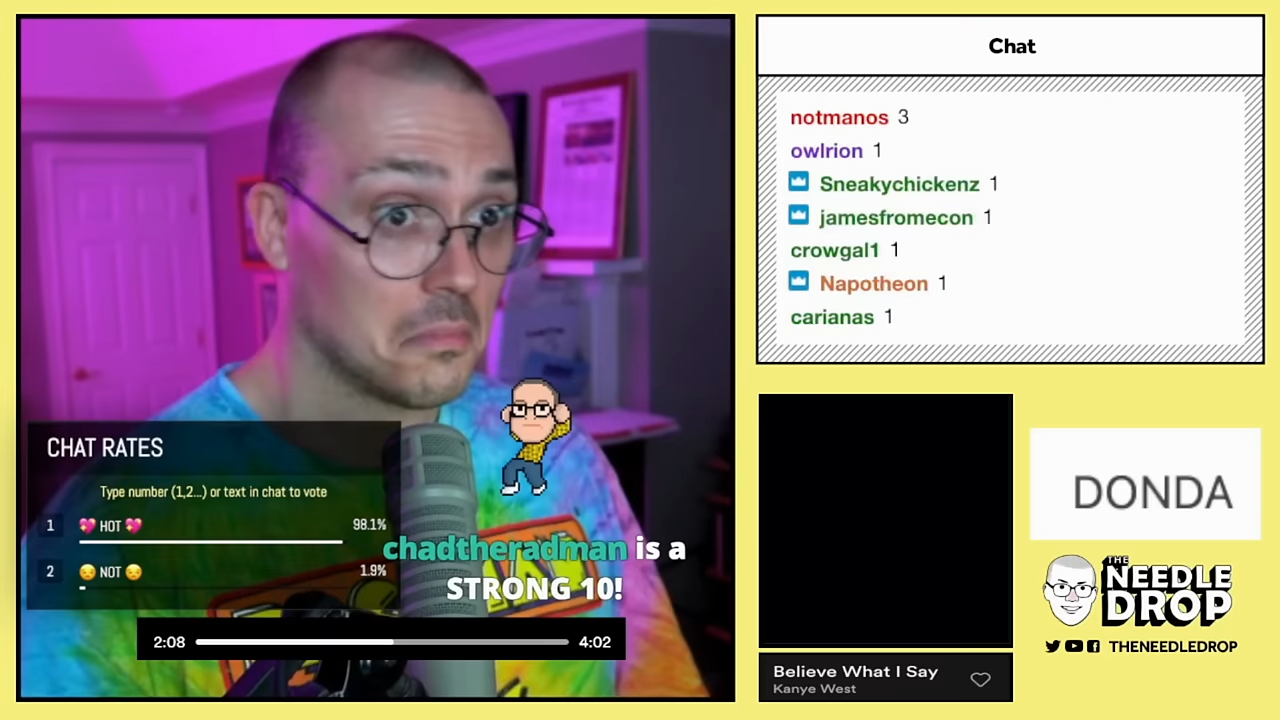 CHAT RATES
Type number (1,2...) or text in chat to vote
1 💖 HOT 💖 98.1%
2 😒 NOT 😒 1.9%
chadtheradman is a
STRONG 10!
2:08 4:02
Chat
notmanos 3
owlrion 1
Sneakychickenz 1
jamesfromecon 1
crowgal1 1
Napotheon 1
carianas 1
Believe What I Say
Kanye West
DONDA
THE
NEEDLE
DROP
THENEEDLEDROP